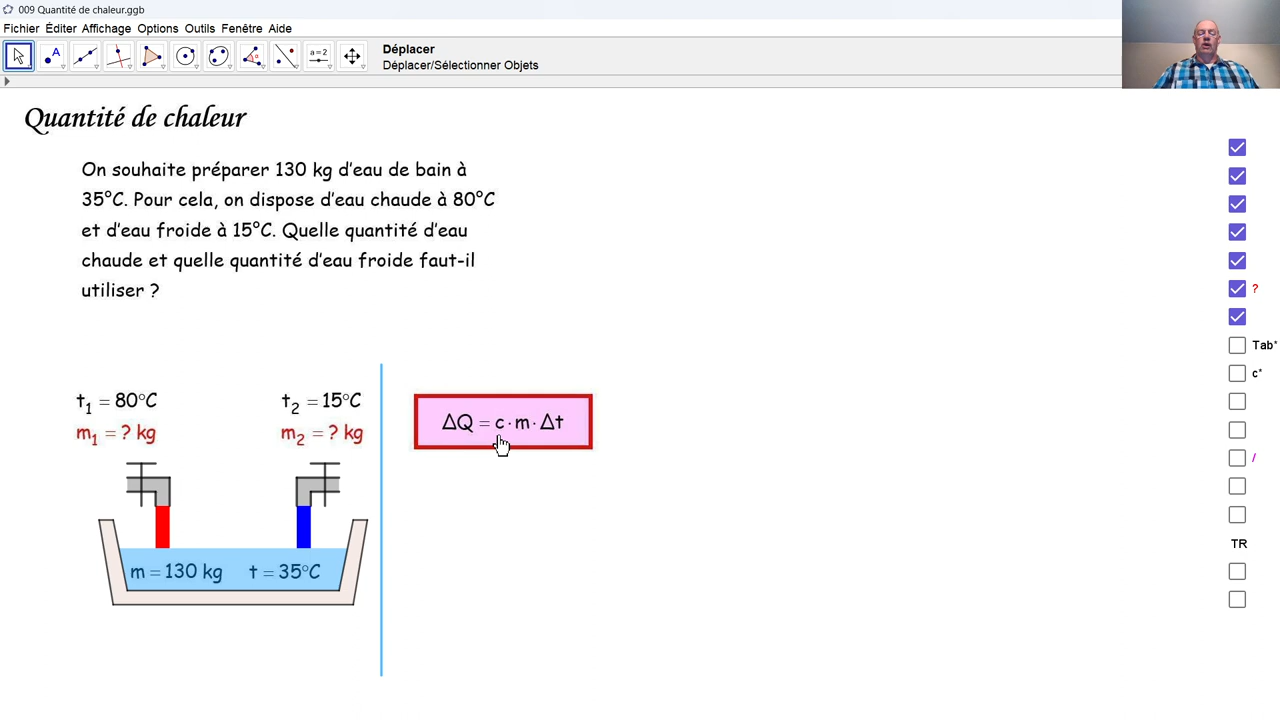 009 Quantité de chaleur.ggb
Fichier Éditer Affichage Options Outils Fenêtre Aide
A
a=2
Déplacer
Déplacer/Sélectionner Objets
Quantité de chaleur
On souhaite préparer 130 kg d'eau de bain à
35°C. Pour cela, on dispose d'eau chaude à 80°C
et d'eau froide à 15°C. Quelle quantité d'eau
chaude et quelle quantité d'eau froide faut-il
utiliser ?
t₁ = 80°C
t₂ = 15°C
m₁ = ? kg
m₂ = ? kg
m = 130 kg
t = 35°C
ΔQ = c · m · Δt
?
Tab*
c*
/
TR